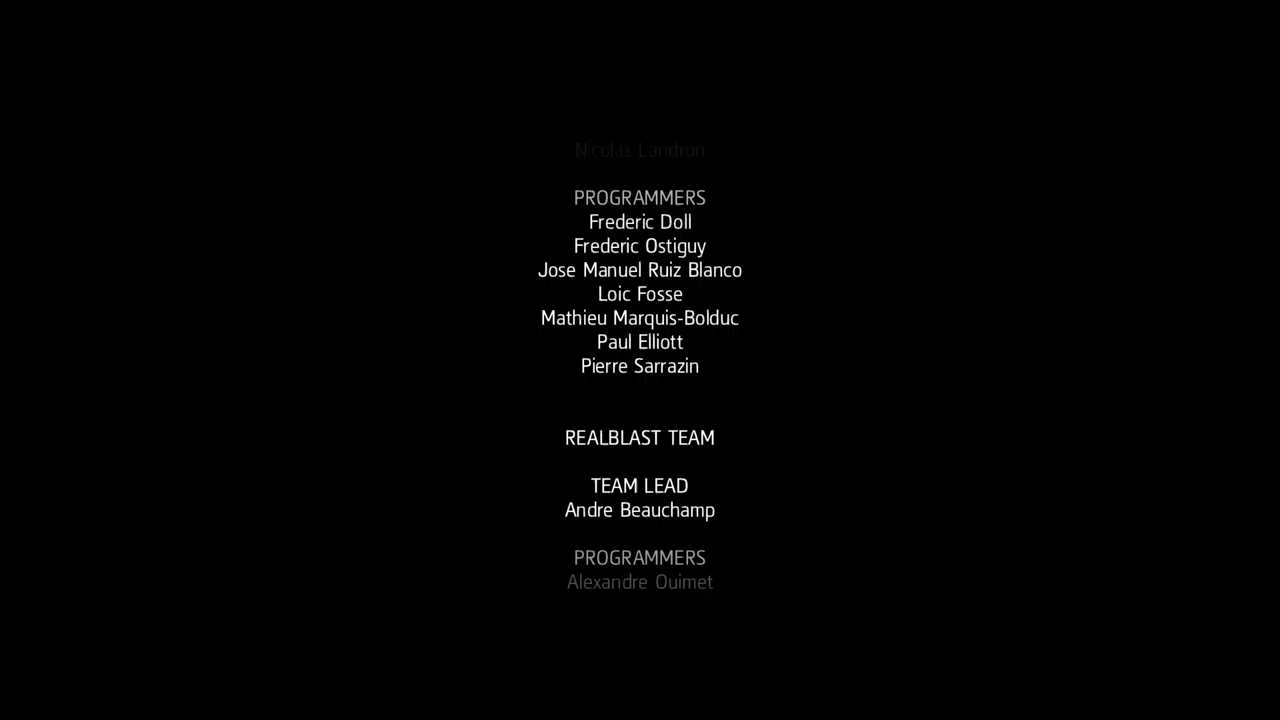 Nicolas Landron
PROGRAMMERS
Frederic Doll
Frederic Ostiguy
Jose Manuel Ruiz Blanco
Loic Fosse
Mathieu Marquis-Bolduc
Paul Elliott
Pierre Sarrazin
REALBLAST TEAM
TEAM LEAD
Andre Beauchamp
PROGRAMMERS
Alexandre Ouimet